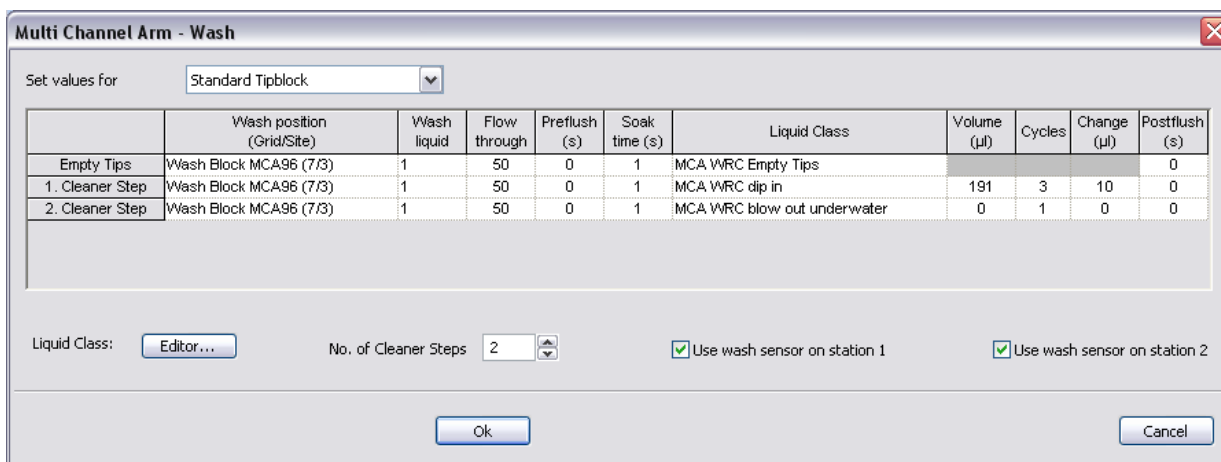 Multi Channel Arm - Wash
Set values for Standard Tipblock
Wash position (Grid/Site) Wash liquid Flow through Preflush (s) Soak time (s) Liquid Class Volume (µl) Cycles Change (µl) Postflush (s)
Empty Tips Wash Block MCA96 (7/3) 1 50 0 1 MCA WRC Empty Tips 0
1. Cleaner Step Wash Block MCA96 (7/3) 1 50 0 1 MCA WRC dip in 191 3 10 0
2. Cleaner Step Wash Block MCA96 (7/3) 1 50 0 1 MCA WRC blow out underwater 0 1 0 0
Liquid Class: Editor... No. of Cleaner Steps 2 Use wash sensor on station 1 Use wash sensor on station 2
Ok Cancel